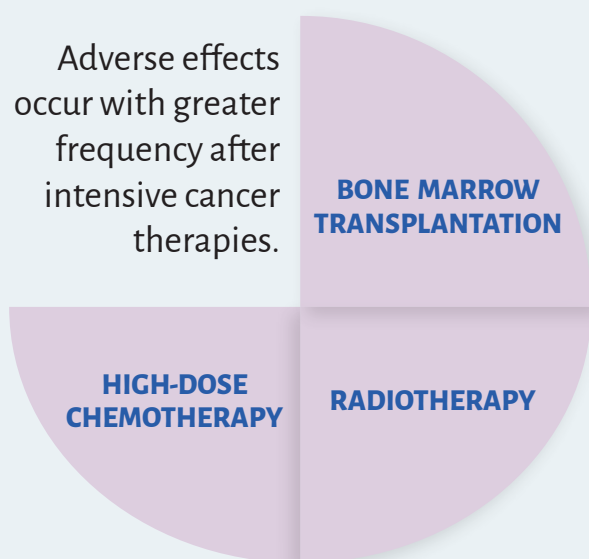 Adverse effects
occur with greater
frequency after
intensive cancer
therapies.
BONE MARROW
TRANSPLANTATION
HIGH-DOSE
CHEMOTHERAPY
RADIOTHERAPY